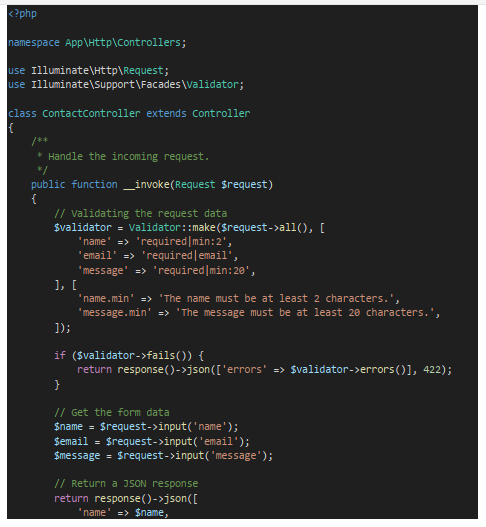 <?php
namespace App\Http\Controllers;
use Illuminate\Http\Request;
use Illuminate\Support\Facades\Validator;
class ContactController extends Controller
{
/**
* Handle the incoming request.
*/
public function __invoke(Request $request)
{
// Validating the request data
$validator = Validator::make($request->all(), [
'name' => 'required|min:2',
'email' => 'required|email',
'message' => 'required|min:20',
], [
'name.min' => 'The name must be at least 2 characters.',
'message.min' => 'The message must be at least 20 characters.',
]);
if ($validator->fails()) {
return response()->json(['errors' => $validator->errors()], 422);
}
// Get the form data
$name = $request->input('name');
$email = $request->input('email');
$message = $request->input('message');
// Return a JSON response
return response()->json([
'name' => $name,